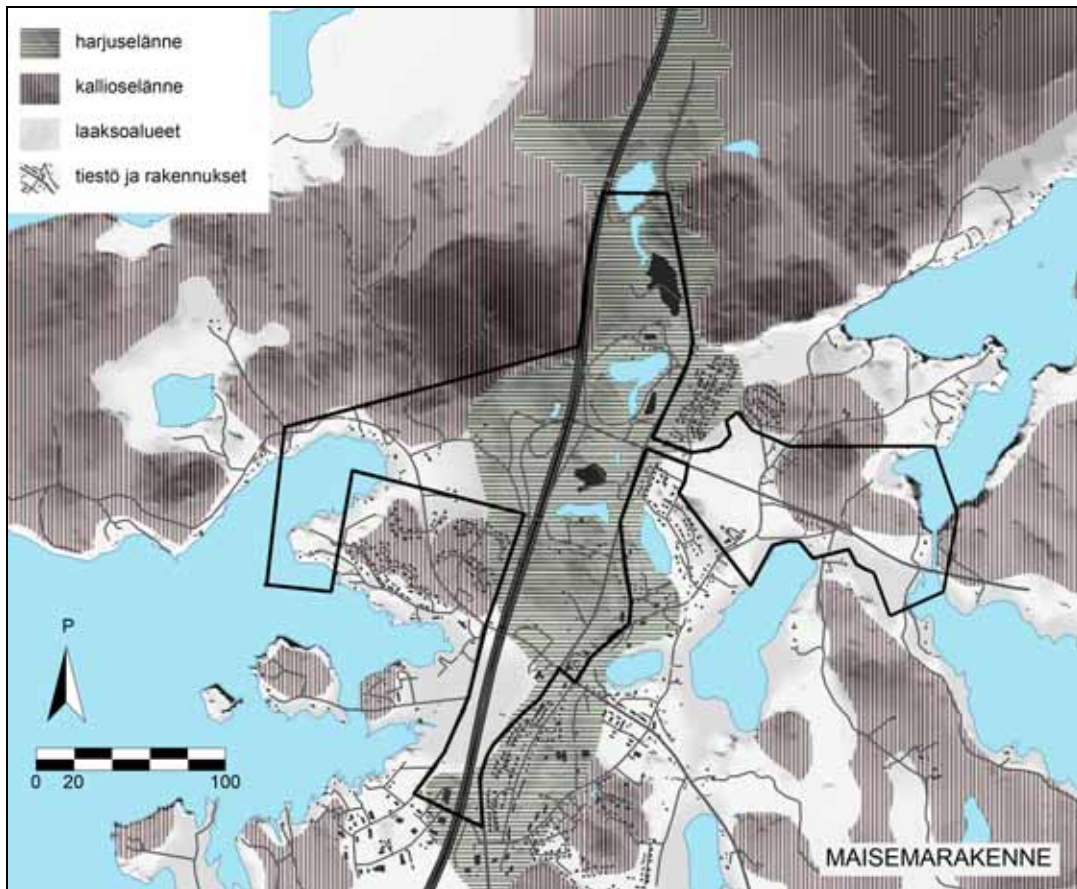 harjuselänne
kallioselänne
laaksoalueet
tiestö ja rakennukset
P
0 20 100
MAISEMARAKENNE